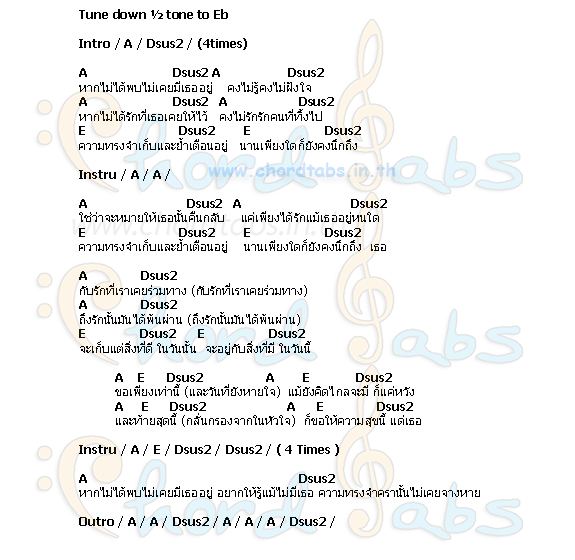 Tune down ½ tone to Eb
Intro / A / Dsus2 / (4times)
A Dsus2 A Dsus2
หากไม่ได้พบไม่เคยมีเธออยู่ คงไม่รู้คงไม่ฝังใจ
A Dsus2 A Dsus2
หากไม่ได้รักที่เธอเคยให้ไว้ คงไม่รักรักคนที่ทิ้งไป
E Dsus2 E Dsus2
ความทรงจำเก็บและย้ำเตือนอยู่ นานเพียงใดก็ยังคงนึกถึง
www.chordtabs.in.th
Instru / A / A /
A Dsus2 A Dsus2
ใช่ว่าจะหมายให้เธอนั้นคืนกลับ แค่เพียงได้รักแม้เธออยู่หนใด
E Dsus2 E Dsus2
ความทรงจำเก็บและย้ำเตือนอยู่ นานเพียงใดก็ยังคงนึกถึง เธอ
A Dsus2
กับรักที่เราเคยร่วมทาง (กับรักที่เราเคยร่วมทาง)
A Dsus2
ถึงรักนั้นมันได้พ้นผ่าน (ถึงรักนั้นมันได้พ้นผ่าน)
E Dsus2 E Dsus2
จะเก็บแต่สิ่งที่ดี ในวันนั้น จะอยู่กับสิ่งที่มี ในวันนี้
A E Dsus2 A E Dsus2
ขอเพียงเท่านี้ (และวันที่ยังหายใจ) แม้ยังคิดไกลจะมี ก็แค่หวัง
A E Dsus2 A E Dsus2
และท้ายสุดนี้ (กลั่นกรองจากในหัวใจ) ก็ขอให้ความสุขนี้ แด่เธอ
Instru / A / E / Dsus2 / Dsus2 / ( 4 Times )
A Dsus2
หากไม่ได้พบไม่เคยมีเธออยู่ อยากให้รู้แม้ไม่มีเธอ ความทรงจำครานั้นไม่เคยจางหาย
Outro / A / A / Dsus2 / A / A / A / Dsus2 /